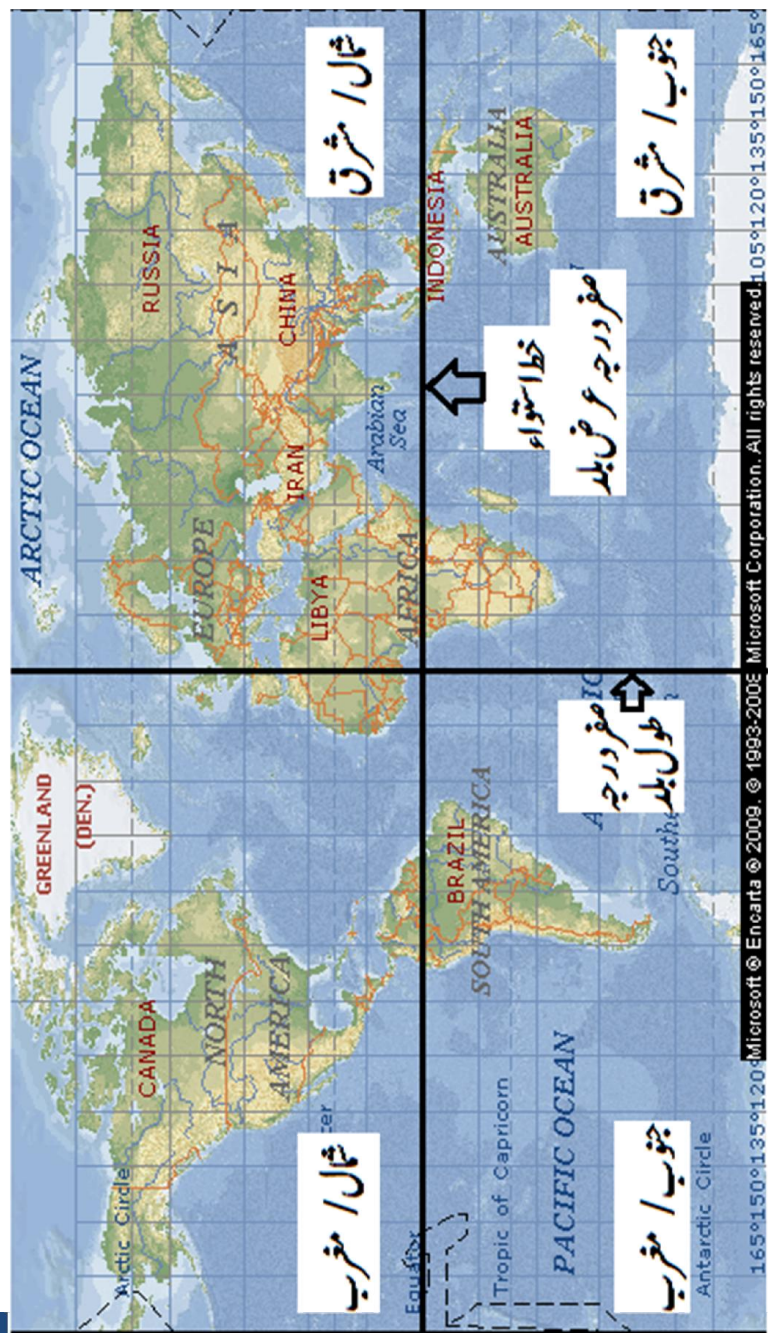 ARCTIC OCEAN
GREENLAND
(DEN.)
RUSSIA
Arctic Circle
CANADA
EUROPE
ASIA
NORTH
AMERICA
CHINA
IRAN
LIBYA
شمال / مغرب
شمال / مشرق
Arabian
Sea
AFRICA
Equator
INDONESIA
BRAZIL
SOUTH AMERICA
AUSTRALIA
AUSTRALIA
خط استواء
صفر درجہ عرض بلد
Tropic of Capricorn
PACIFIC OCEAN
صفر درجہ
طول بلد
جنوب / مغرب
جنوب / مشرق
Antarctic Circle
165°150°135°120°
105°120°135°150°165°
Microsoft ® Encarta ® 2009. © 1993-2008 Microsoft Corporation. All rights reserved.